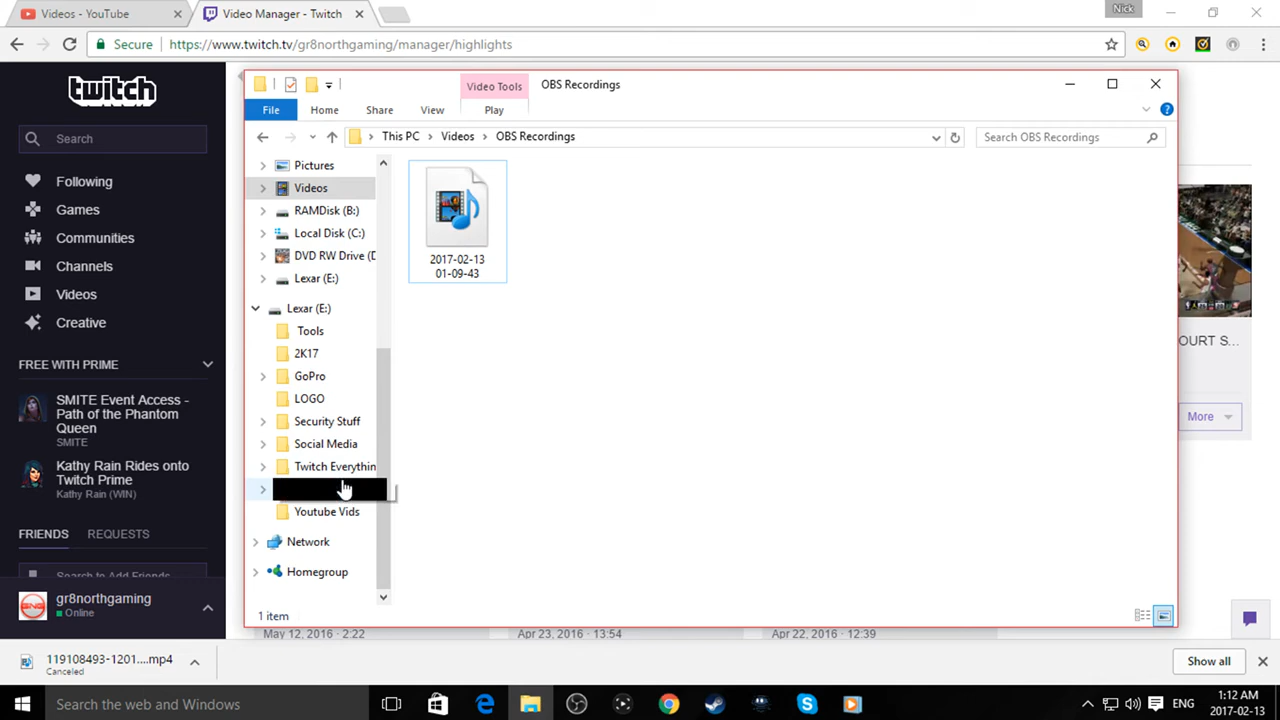 Videos - YouTube
Video Manager - Twitch
Nick
Secure
https://www.twitch.tv/gr8northgaming/manager/highlights
twitch
Search
Following
Games
Communities
Channels
Videos
Creative
FREE WITH PRIME
SMITE Event Access -
Path of the Phantom
Queen
SMITE
Kathy Rain Rides onto
Twitch Prime
Kathy Rain (WIN)
FRIENDS REQUESTS
Search to Add Friends
gr8northgaming
Online
Video Tools
OBS Recordings
File Home Share View Play
This PC > Videos > OBS Recordings
Search OBS Recordings
Pictures
Videos
RAMDisk (B:)
Local Disk (C:)
DVD RW Drive (D
Lexar (E:)
Lexar (E:)
Tools
2K17
GoPro
LOGO
Security Stuff
Social Media
Twitch Everythin
Youtube Vids
Network
Homegroup
2017-02-13
01-09-43
1 item
OURT S...
More
May 12, 2016 · 2:22
Apr 23, 2016 · 13:54
Apr 22, 2016 · 12:39
119108493-1201....mp4
Canceled
Show all
Search the web and Windows
ENG
1:12 AM
2017-02-13